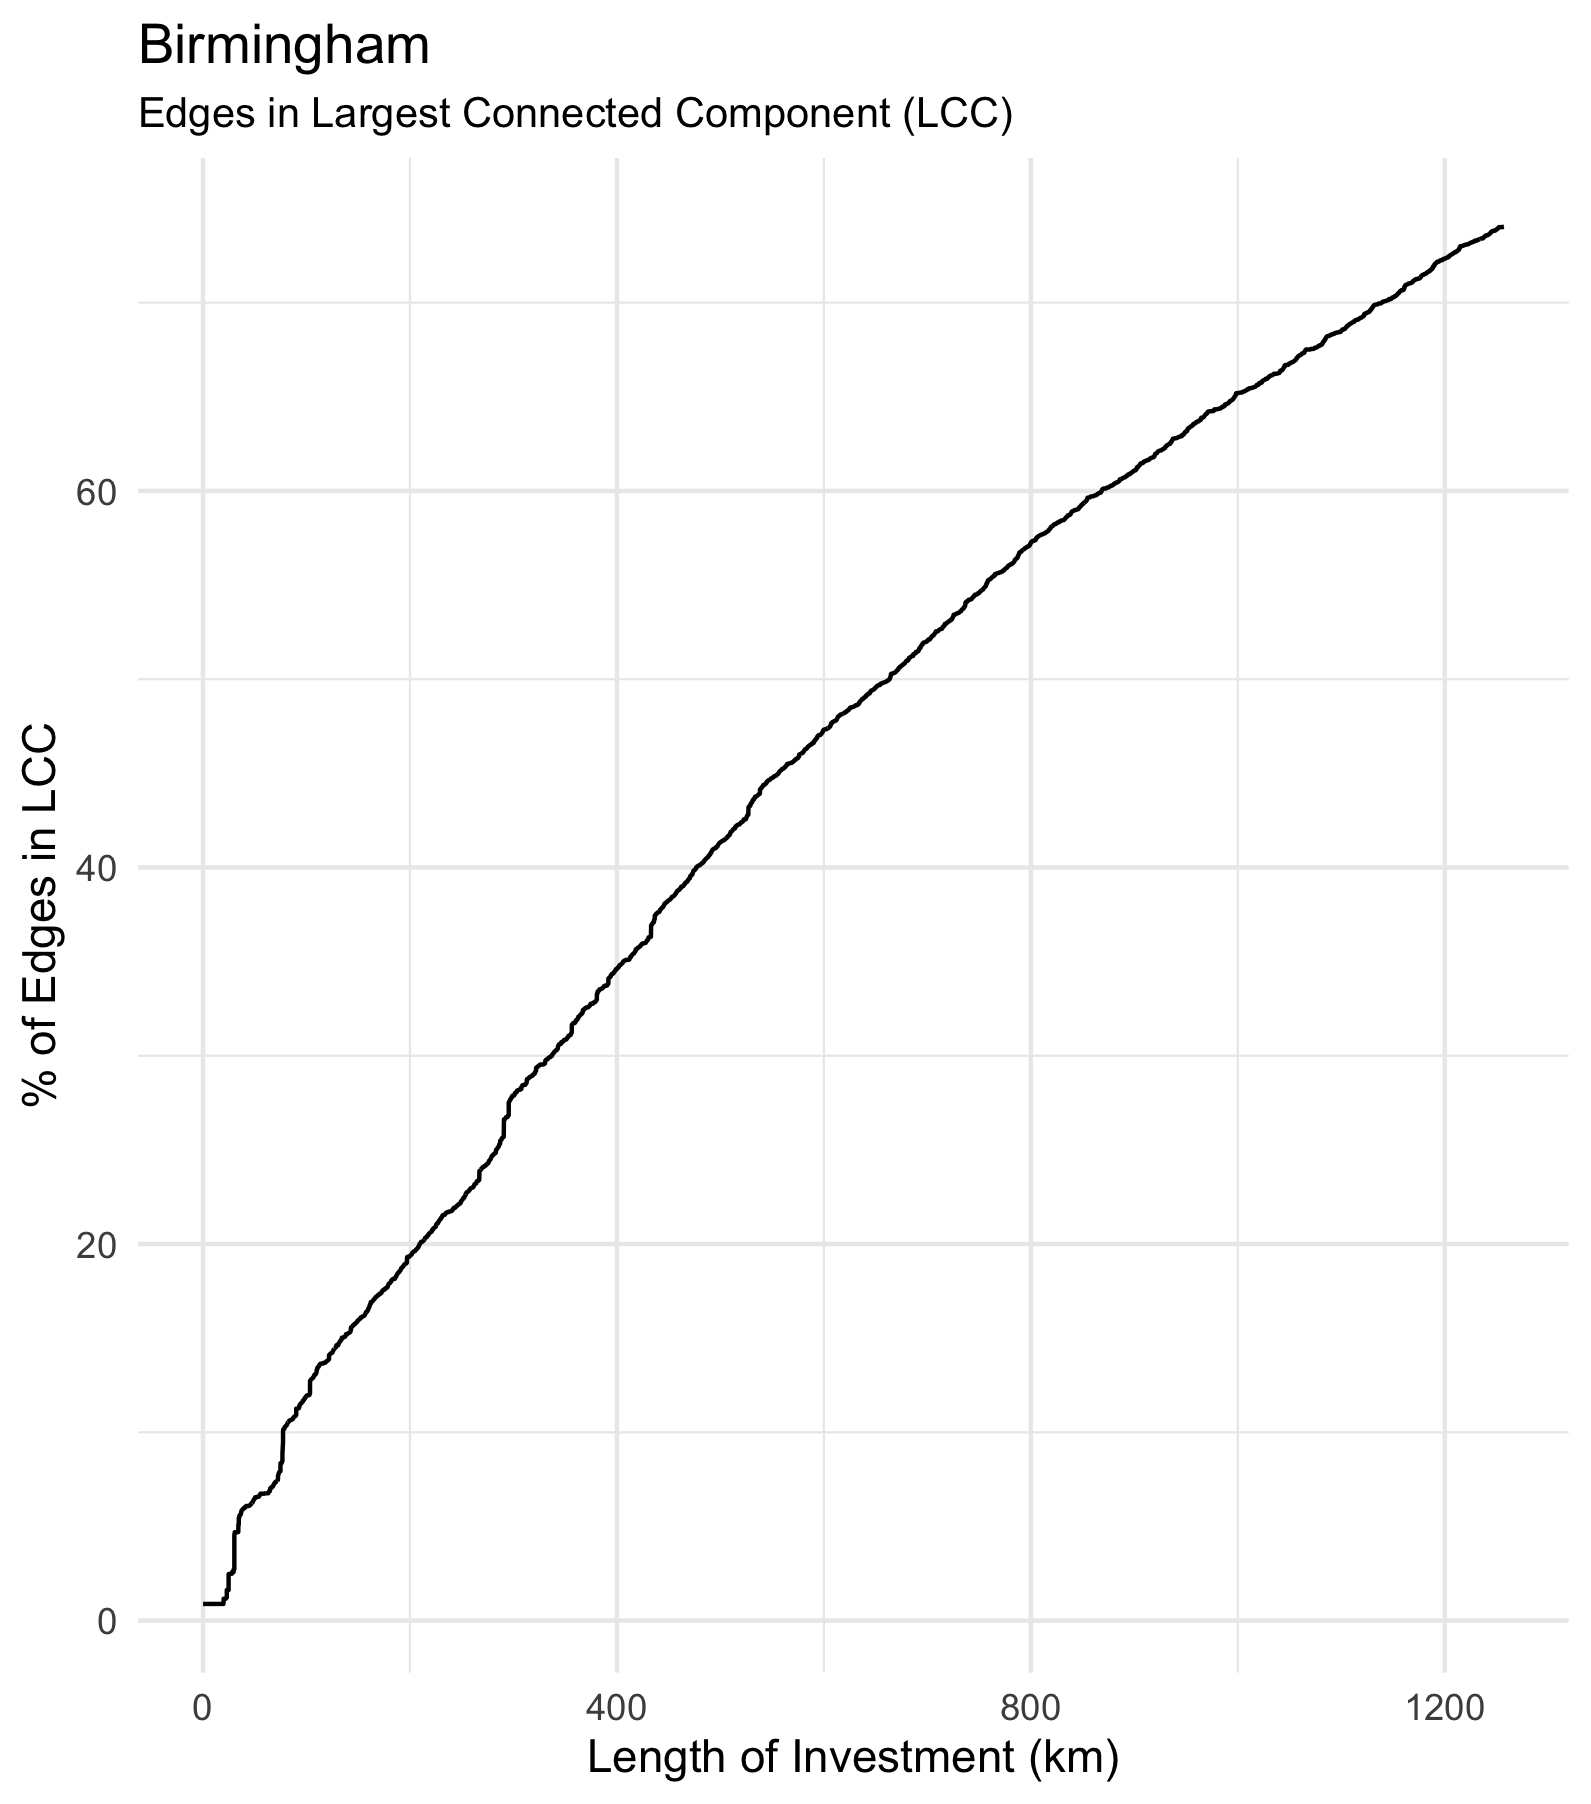 Birmingham
Edges in Largest Connected Component (LCC)
% of Edges in LCC
60
40
20
0
0 400 800 1200
Length of Investment (km)